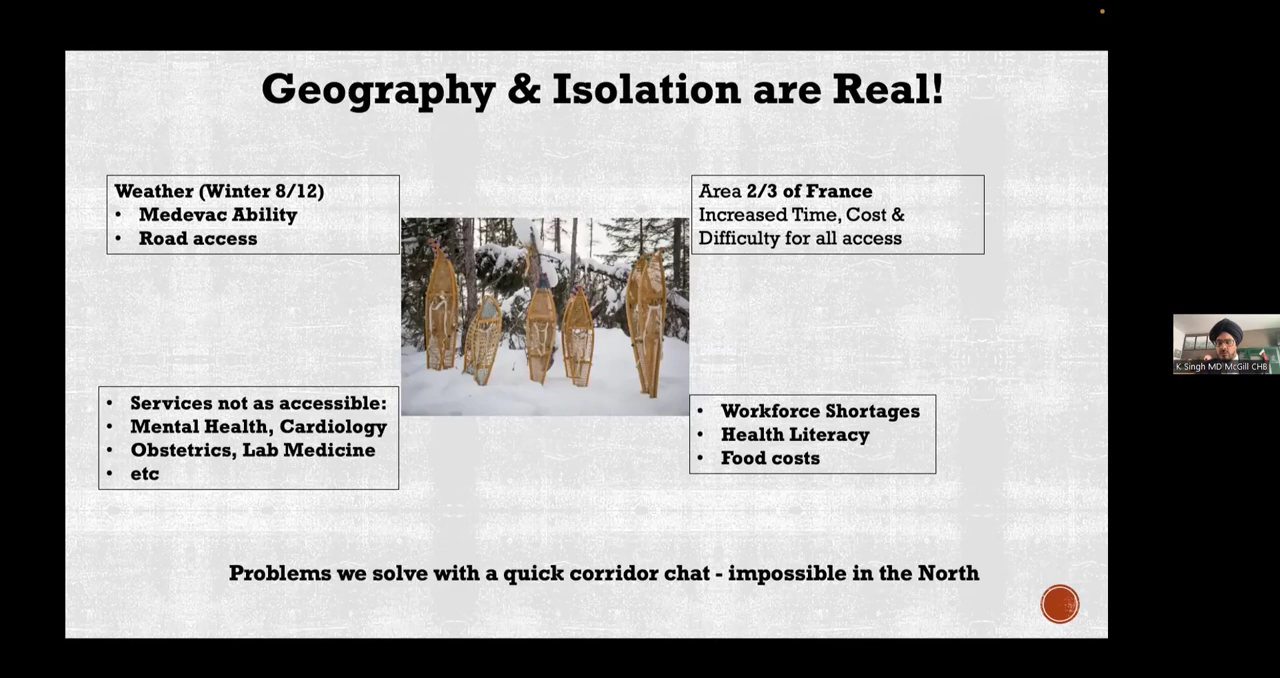 Geography & Isolation are Real!
Weather (Winter 8/12)
• Medevac Ability
• Road access
Area 2/3 of France
Increased Time, Cost &
Difficulty for all access
• Services not as accessible:
• Mental Health, Cardiology
• Obstetrics, Lab Medicine
• etc
• Workforce Shortages
• Health Literacy
• Food costs
Problems we solve with a quick corridor chat - impossible in the North
K Singh MD McGill CHB